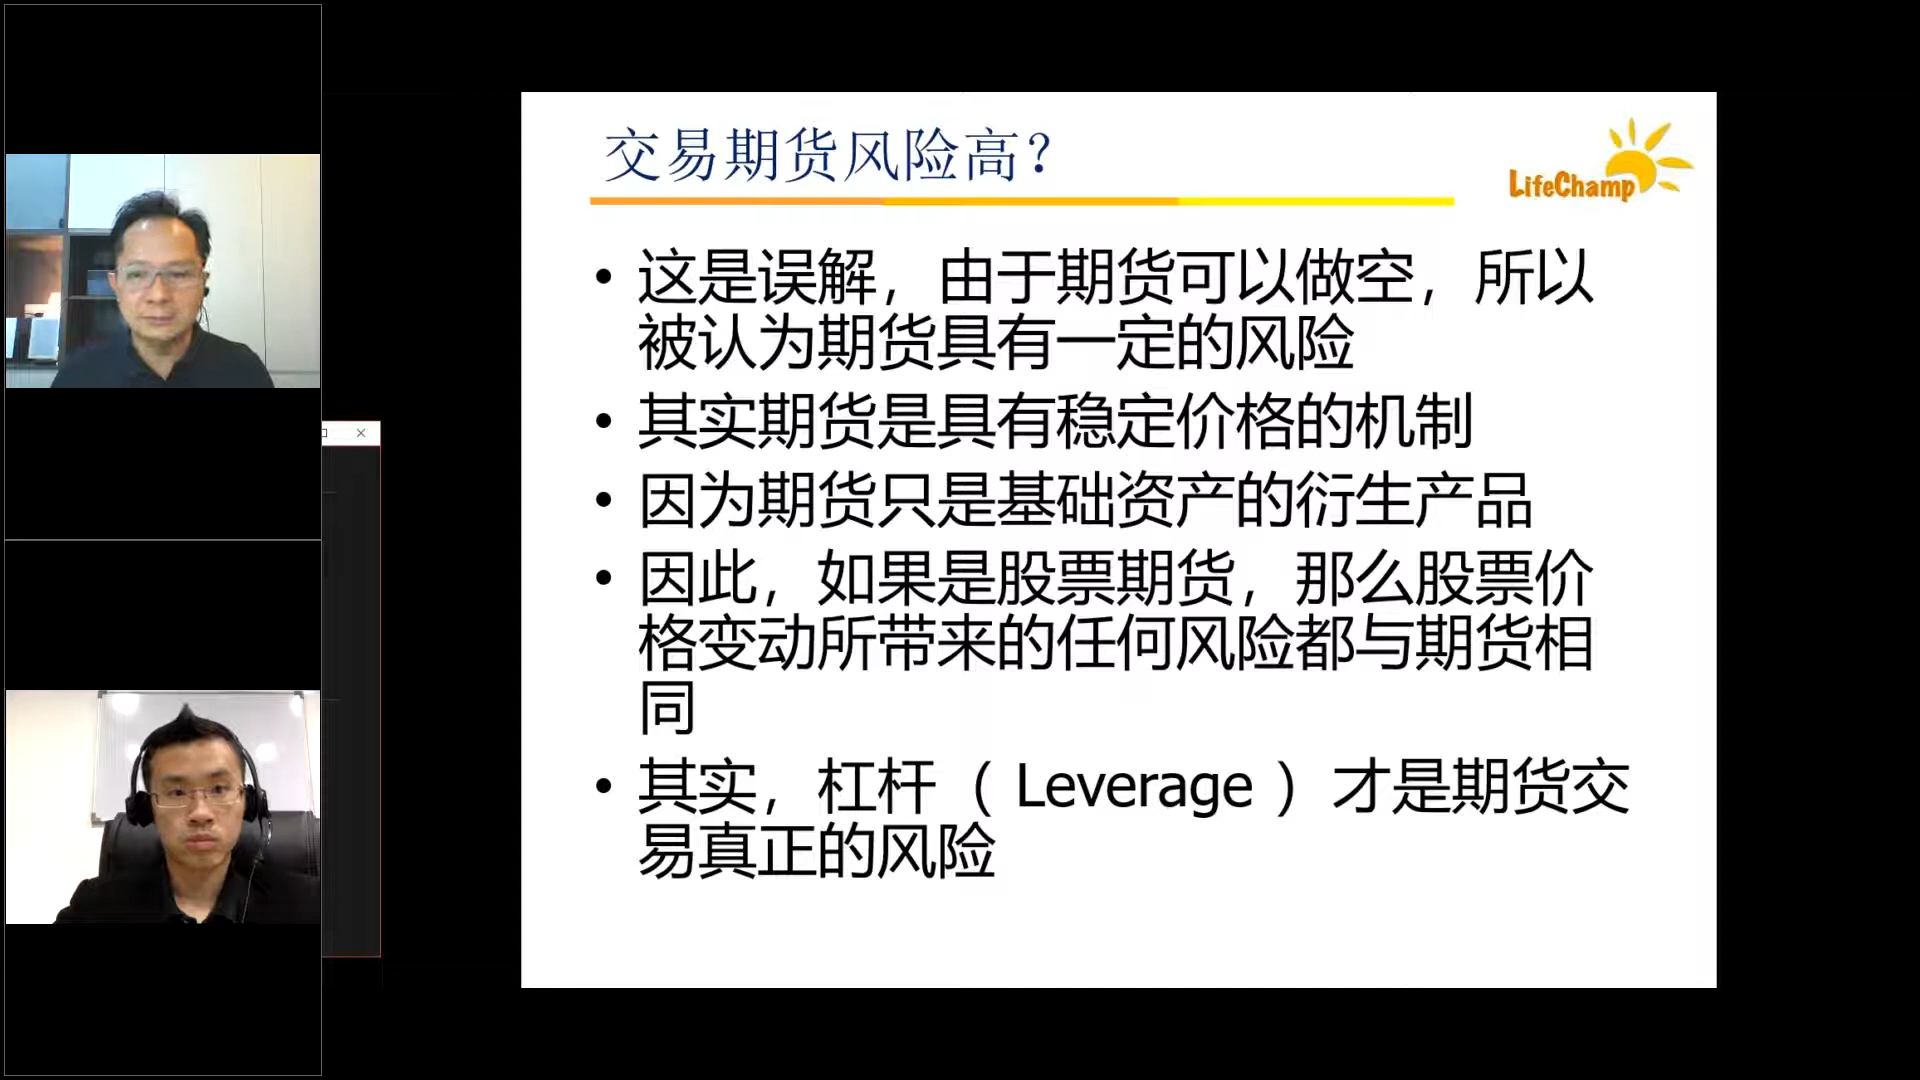 交易期货风险高？
LifeChamp
• 这是误解，由于期货可以做空，所以
被认为期货具有一定的风险
• 其实期货是具有稳定价格的机制
• 因为期货只是基础资产的衍生产品
• 因此，如果是股票期货，那么股票价
格变动所带来的任何风险都与期货相
同
• 其实，杠杆（ Leverage ）才是期货交
易真正的风险